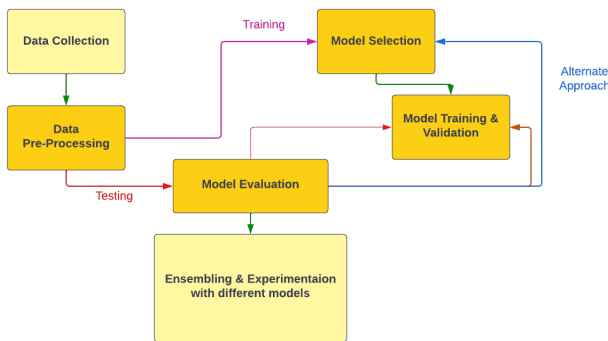 Data Collection
Training
Model Selection
Alternate
Approach
Data
Pre-Processing
Model Training &
Validation
Testing
Model Evaluation
Ensembling & Experimentaion
with different models